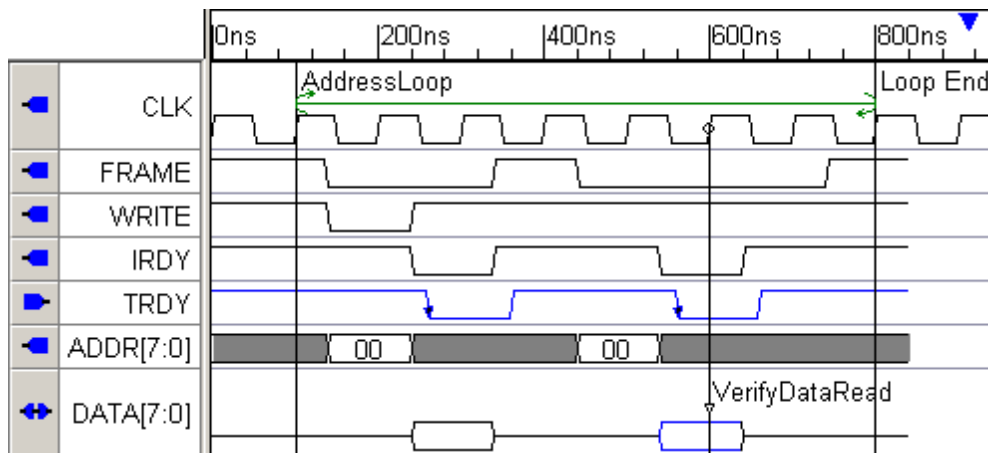 0ns 200ns 400ns 600ns 800ns
AddressLoop Loop End
CLK
FRAME
WRITE
IRDY
TRDY
ADDR[7:0] 00 00
VerifyDataRead
DATA[7:0]